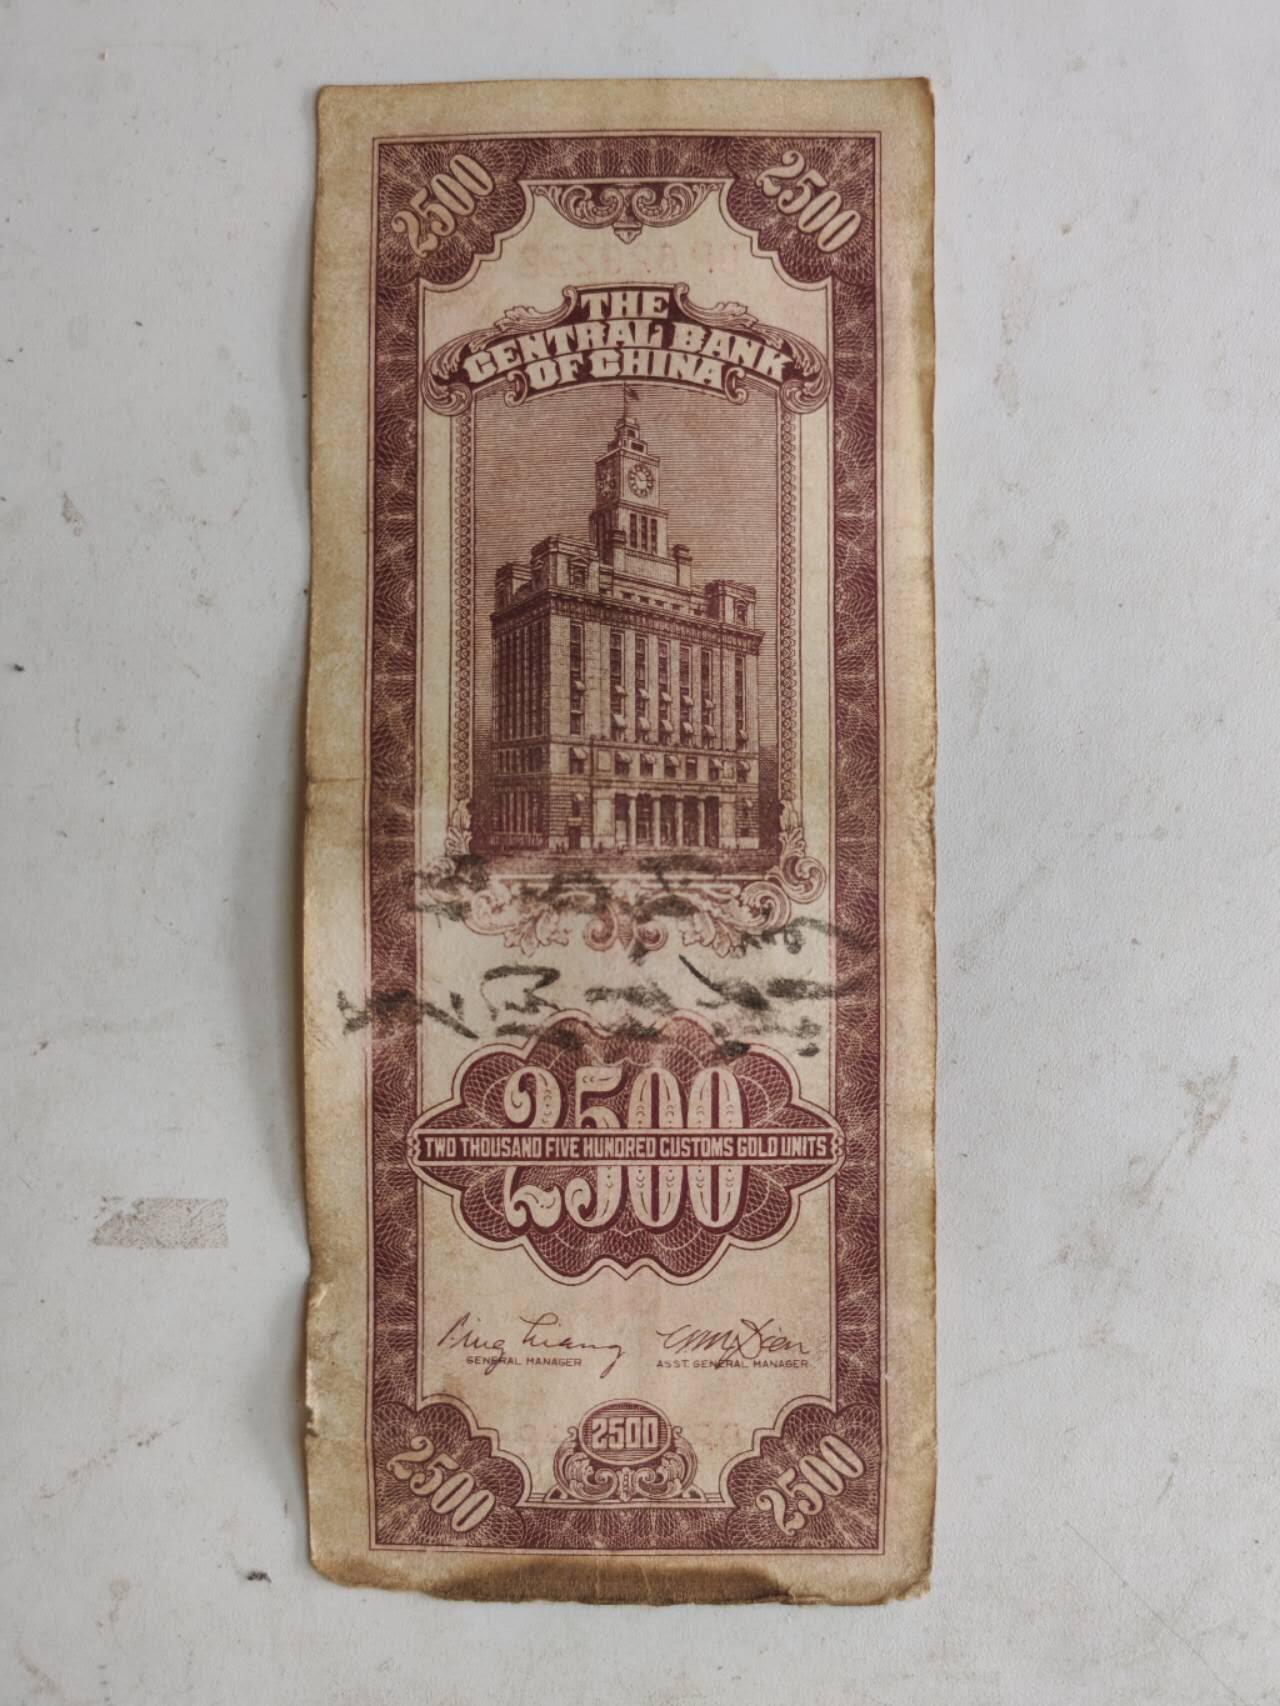 2500 2500
THE
CENTRAL BANK
OF CHINA
2500
TWO THOUSAND FIVE HUNDRED CUSTOMS GOLD UNITS
GENERAL MANAGER ASST. GENERAL MANAGER
2500
2500 2500